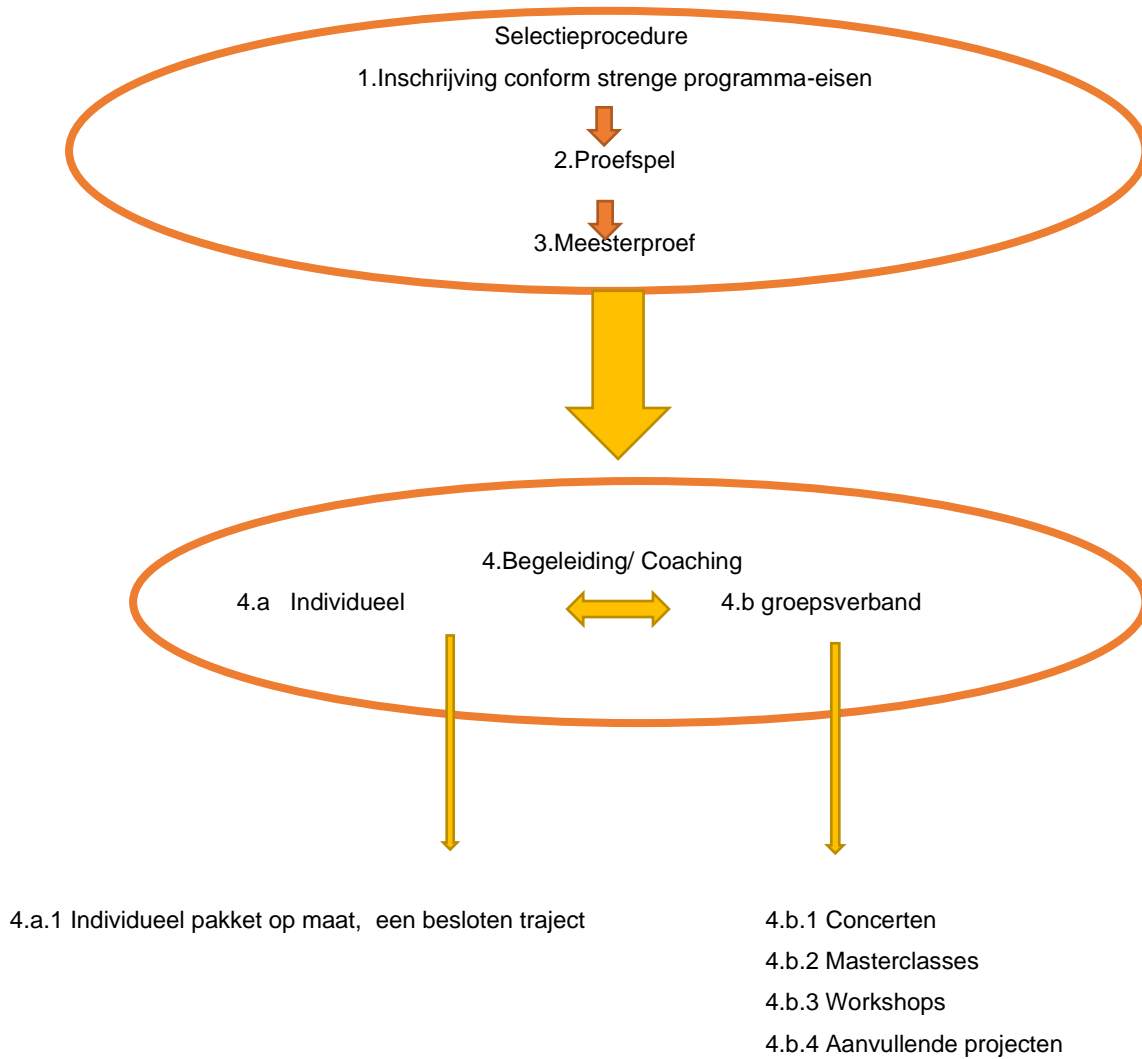 Selectieprocedure
1.Inschrijving conform strenge programma-eisen
2.Proefspel
3.Meesterproef
4.Begeleiding/ Coaching
4.a   Individueel
4.b groepsverband
4.a.1 Individueel pakket op maat,  een besloten traject
4.b.1 Concerten
4.b.2 Masterclasses
4.b.3 Workshops
4.b.4 Aanvullende projecten